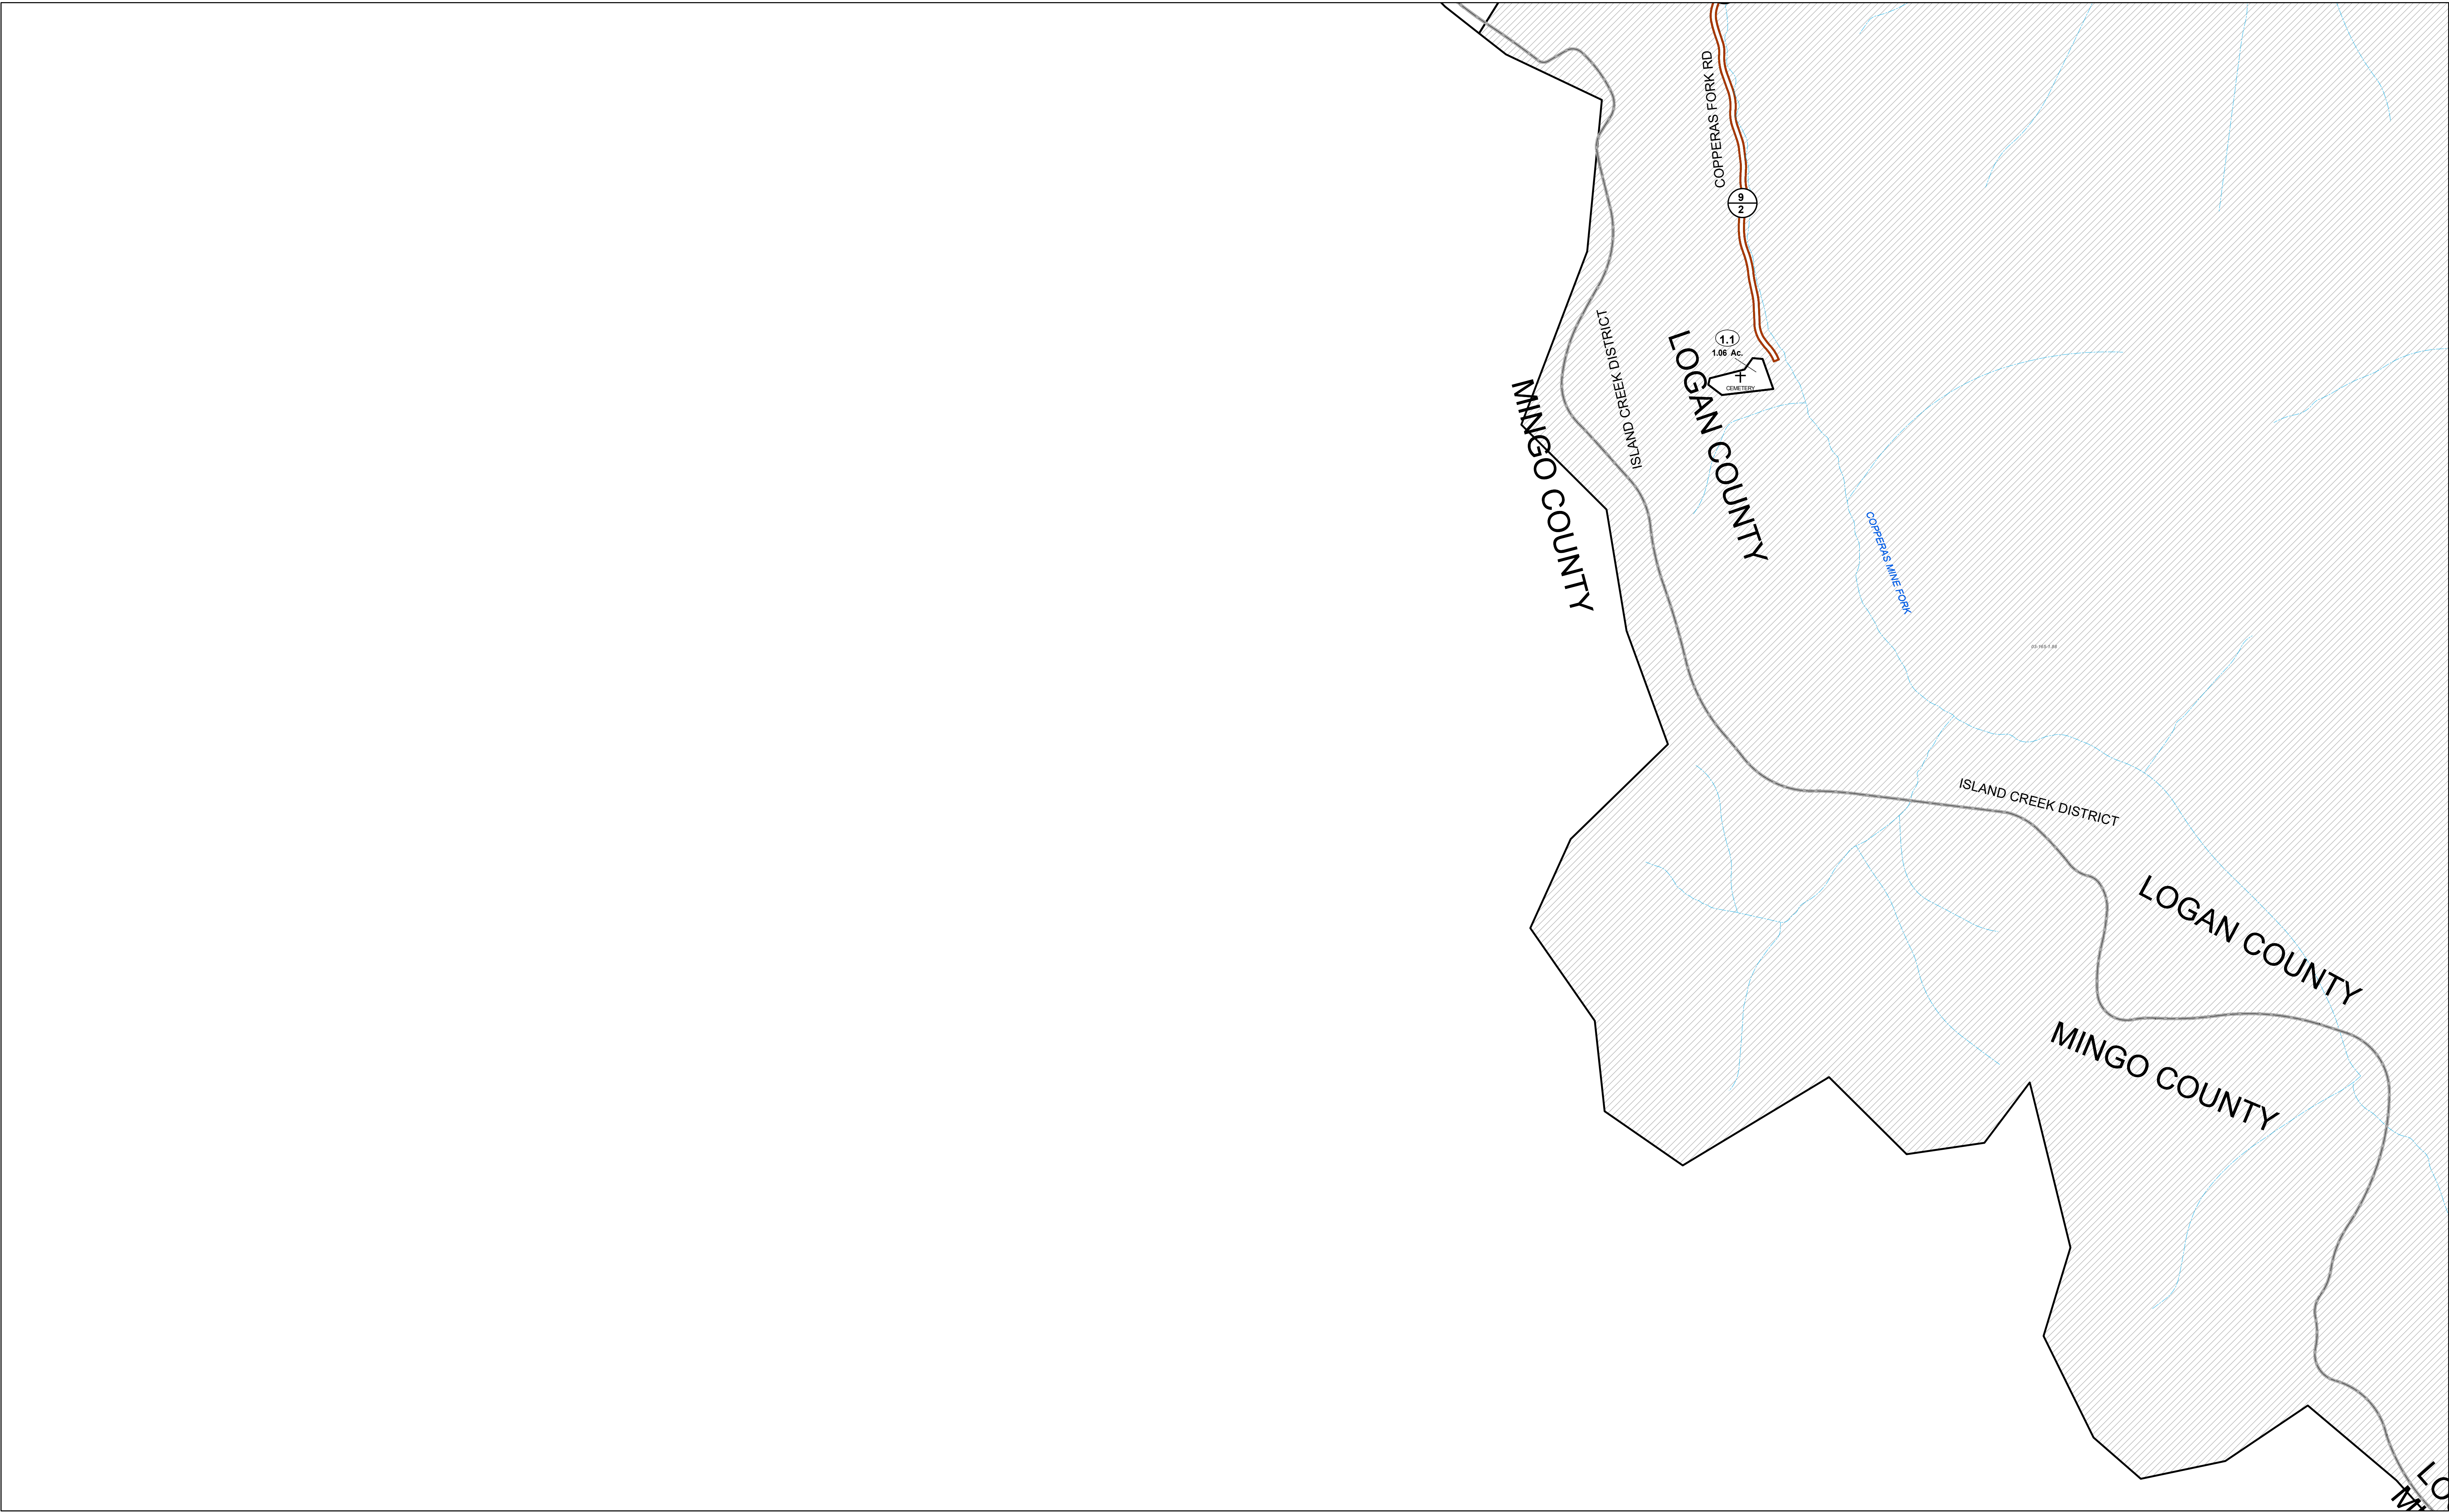 COPPERAS FORK RD
9
2
1.1
1.06 Ac.
CEMETERY
ISLAND CREEK DISTRICT
LOGAN COUNTY
MINGO COUNTY
COPPERAS MINE FORK
ISLAND CREEK DISTRICT
LOGAN COUNTY
MINGO COUNTY